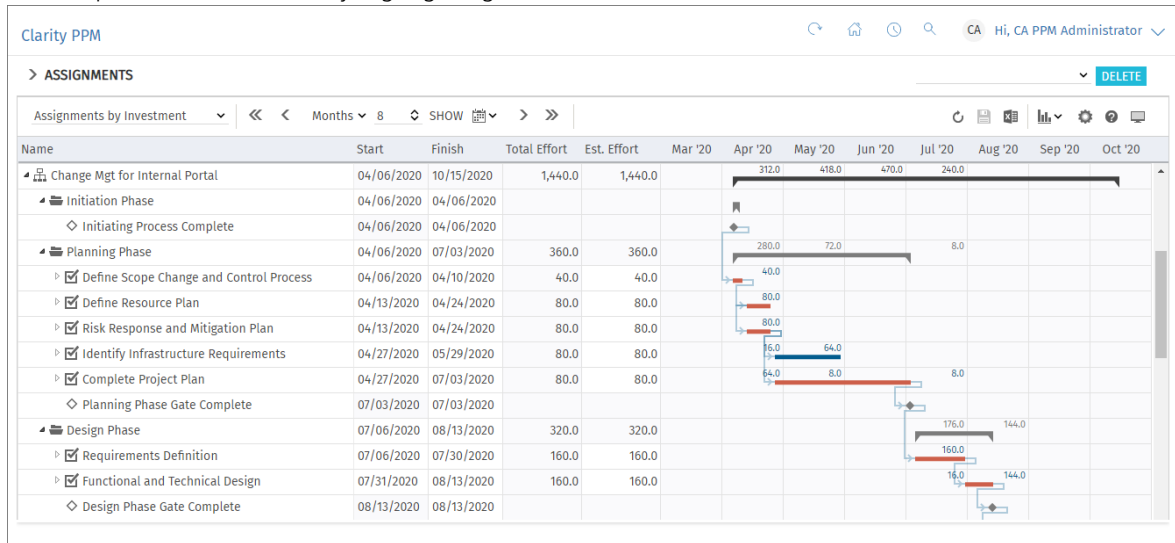 Clarity PPM CA Hi, CA PPM Administrator
ASSIGNMENTS DELETE
Assignments by Investment Months 8 SHOW
Name Start Finish Total Effort Est. Effort Mar '20 Apr '20 May '20 Jun '20 Jul '20 Aug '20 Sep '20 Oct '20
Change Mgt for Internal Portal 04/06/2020 10/15/2020 1,440.0 1,440.0 312.0 418.0 470.0 240.0
Initiation Phase 04/06/2020 04/06/2020
Initiating Process Complete 04/06/2020 04/06/2020
Planning Phase 04/06/2020 07/03/2020 360.0 360.0 280.0 72.0 8.0
Define Scope Change and Control Process 04/06/2020 04/10/2020 40.0 40.0 40.0
Define Resource Plan 04/13/2020 04/24/2020 80.0 80.0 80.0
Risk Response and Mitigation Plan 04/13/2020 04/24/2020 80.0 80.0 80.0
Identify Infrastructure Requirements 04/27/2020 05/29/2020 80.0 80.0 16.0 64.0
Complete Project Plan 04/27/2020 07/03/2020 80.0 80.0 64.0 8.0 8.0
Planning Phase Gate Complete 07/03/2020 07/03/2020
Design Phase 07/06/2020 08/13/2020 320.0 320.0 176.0 144.0
Requirements Definition 07/06/2020 07/30/2020 160.0 160.0 160.0
Functional and Technical Design 07/31/2020 08/13/2020 160.0 160.0 16.0 144.0
Design Phase Gate Complete 08/13/2020 08/13/2020